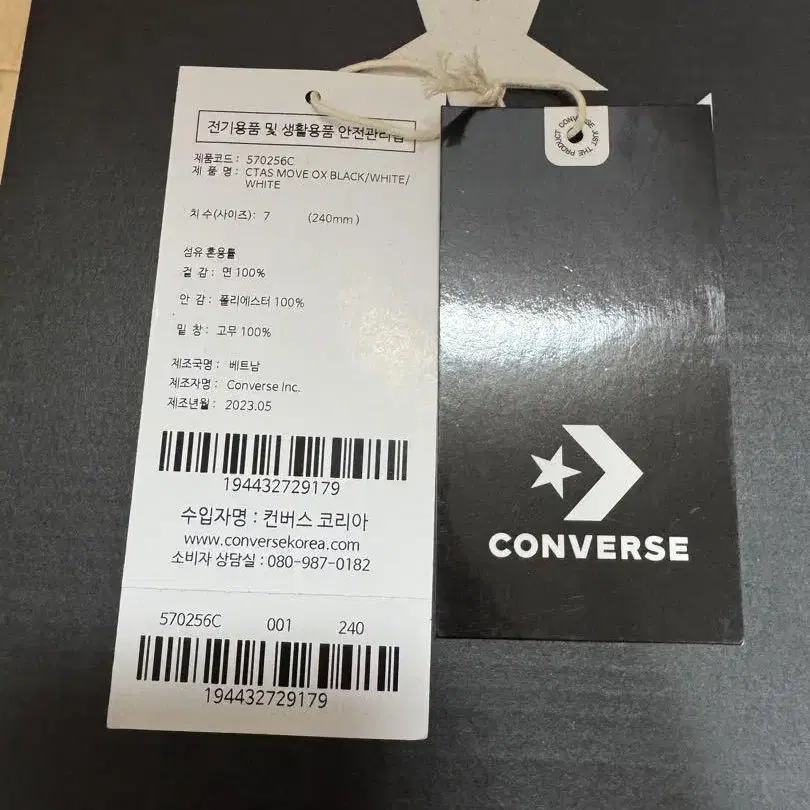 전기용품 및 생활용품 안전관리법
제품코드 : 570256C
제 품 명 : CTAS MOVE OX BLACK/WHITE/
WHITE
치 수(사이즈) : 7 (240mm)
섬유 혼용률
겉 감 : 면 100%
안 감 : 폴리에스터 100%
밑 창 : 고무 100%
제조국명 : 베트남
제조자명 : Converse Inc.
제조년월 : 2023.05
194432729179
수입자명 : 컨버스 코리아
www.conversekorea.com
소비자 상담실 : 080-987-0182
570256C 001 240
194432729179
CONVERSE JUST THE PRODUCT
CONVERSE